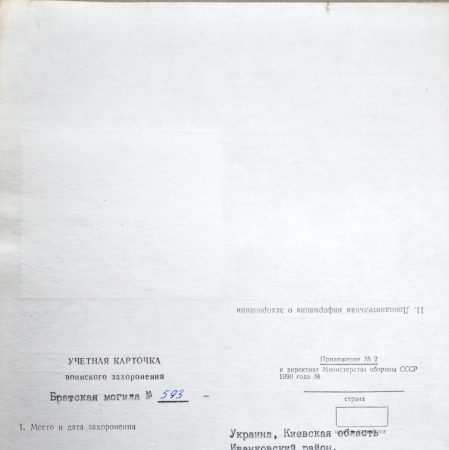 11. Дополнительная информация о захоронении
УЧЕТНАЯ КАРТОЧКА
воинского захоронения
Братская могила № 593 -
Приложение № 2
к директиве Министерства обороны СССР
1990 года №
страна
1. Место и дата захоронения
Украина, Киевская область
Иванковский район.